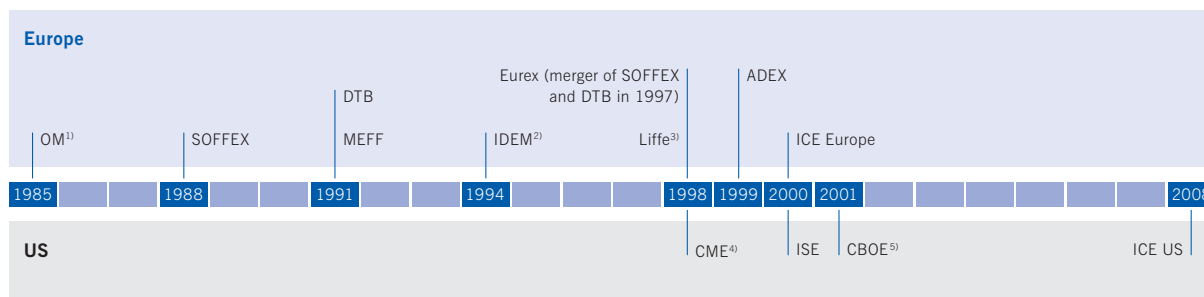 Europe
Eurex (merger of SOFFEX
and DTB in 1997)
ADEX
DTB
OM1)
SOFFEX
MEFF
IDEM2)
Liffe3)
ICE Europe
1985 1988 1991 1994 1998 1999 2000 2001 2008
US
CME4)
ISE
CBOE5)
ICE US